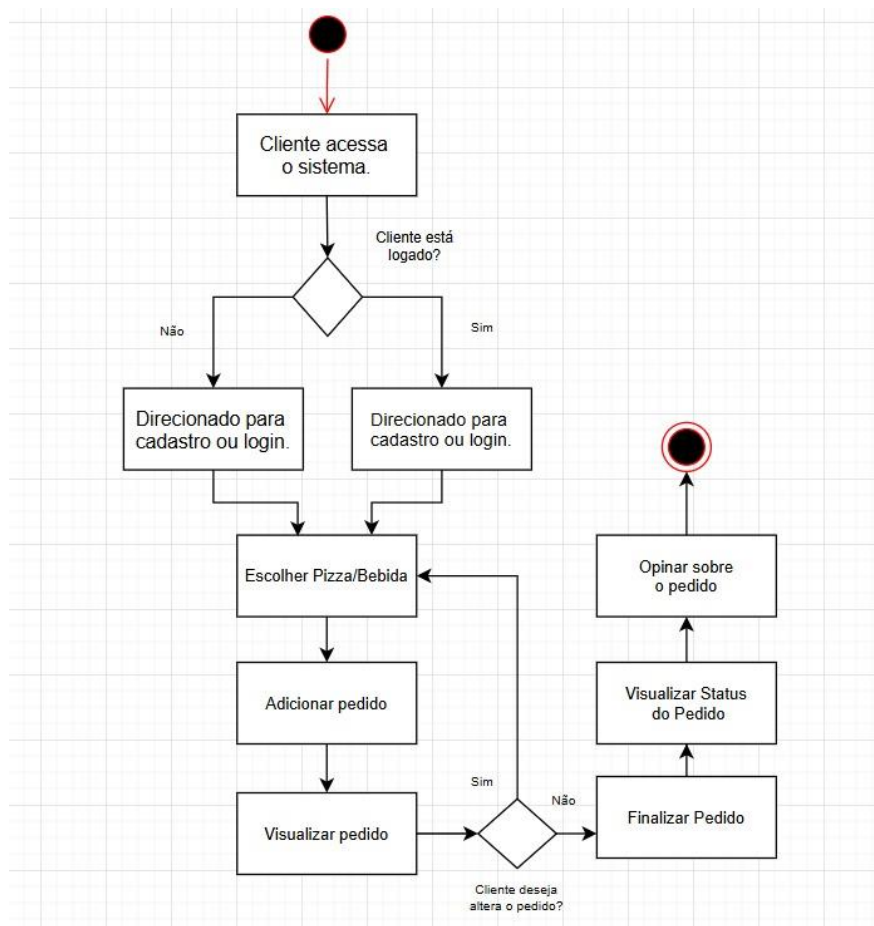 Cliente acessa
o sistema.
Cliente está
logado?
Não
Sim
Direcionado para
cadastro ou login.
Direcionado para
cadastro ou login.
Escolher Pizza/Bebida
Adicionar pedido
Visualizar pedido
Sim
Não
Cliente deseja
altera o pedido?
Finalizar Pedido
Visualizar Status
do Pedido
Opinar sobre
o pedido